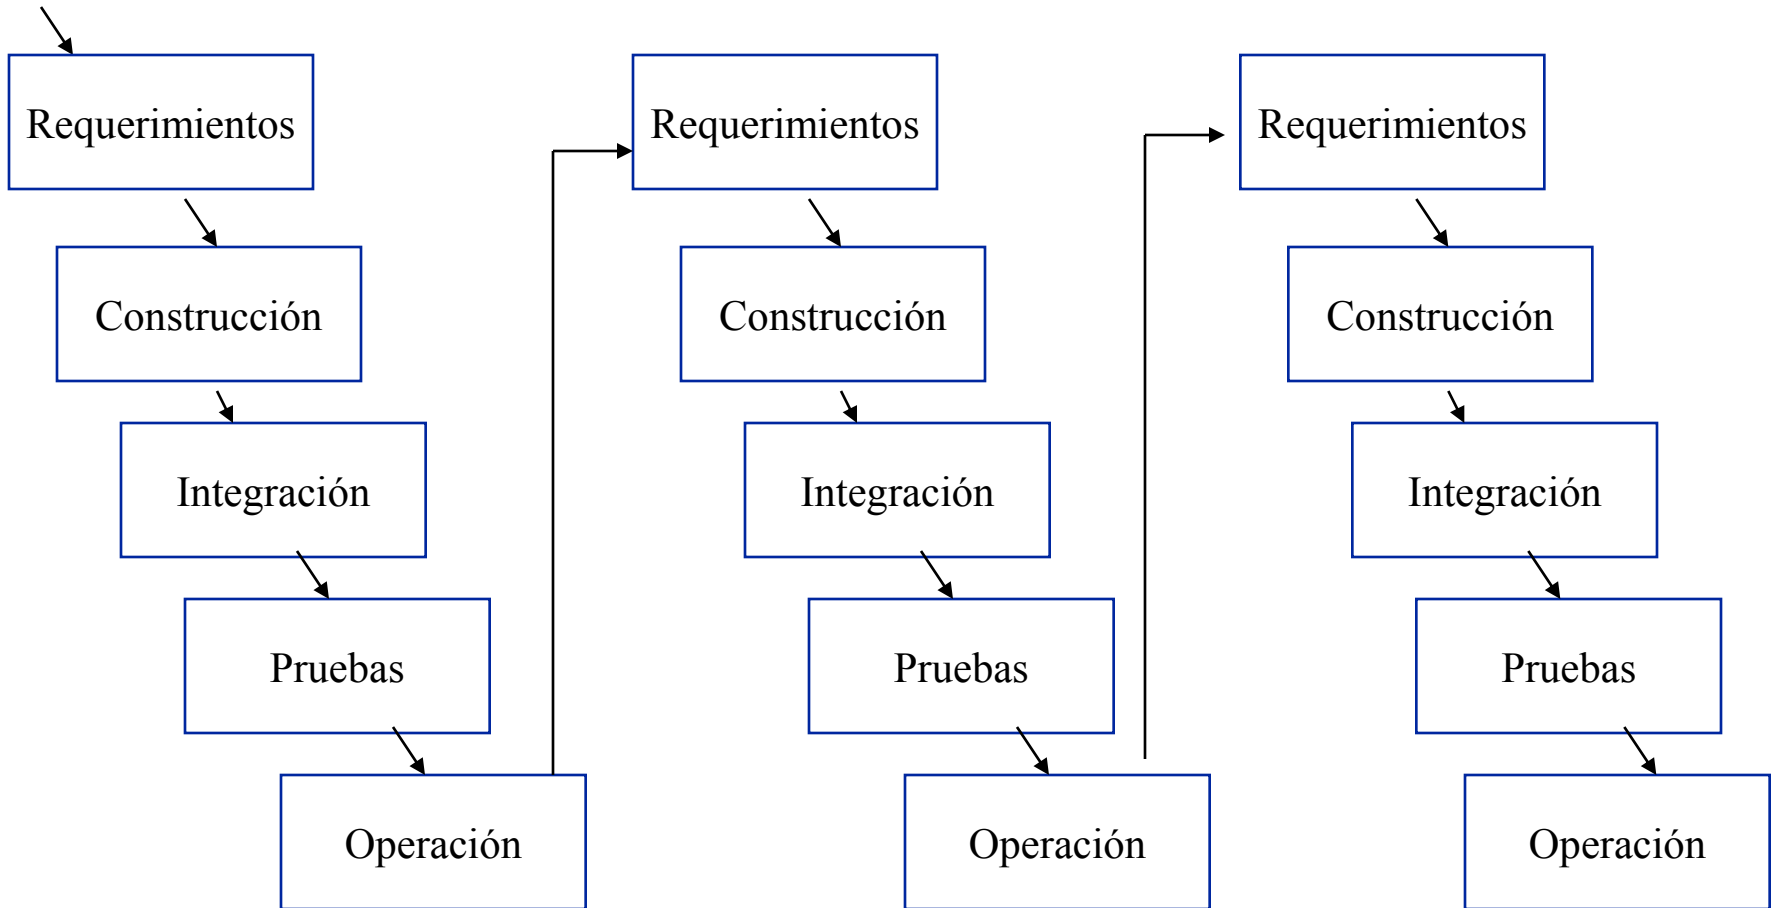 Requerimientos
Construcción
Integración
Pruebas
Operación
Requerimientos
Construcción
Integración
Pruebas
Operación
Requerimientos
Construcción
Integración
Pruebas
Operación